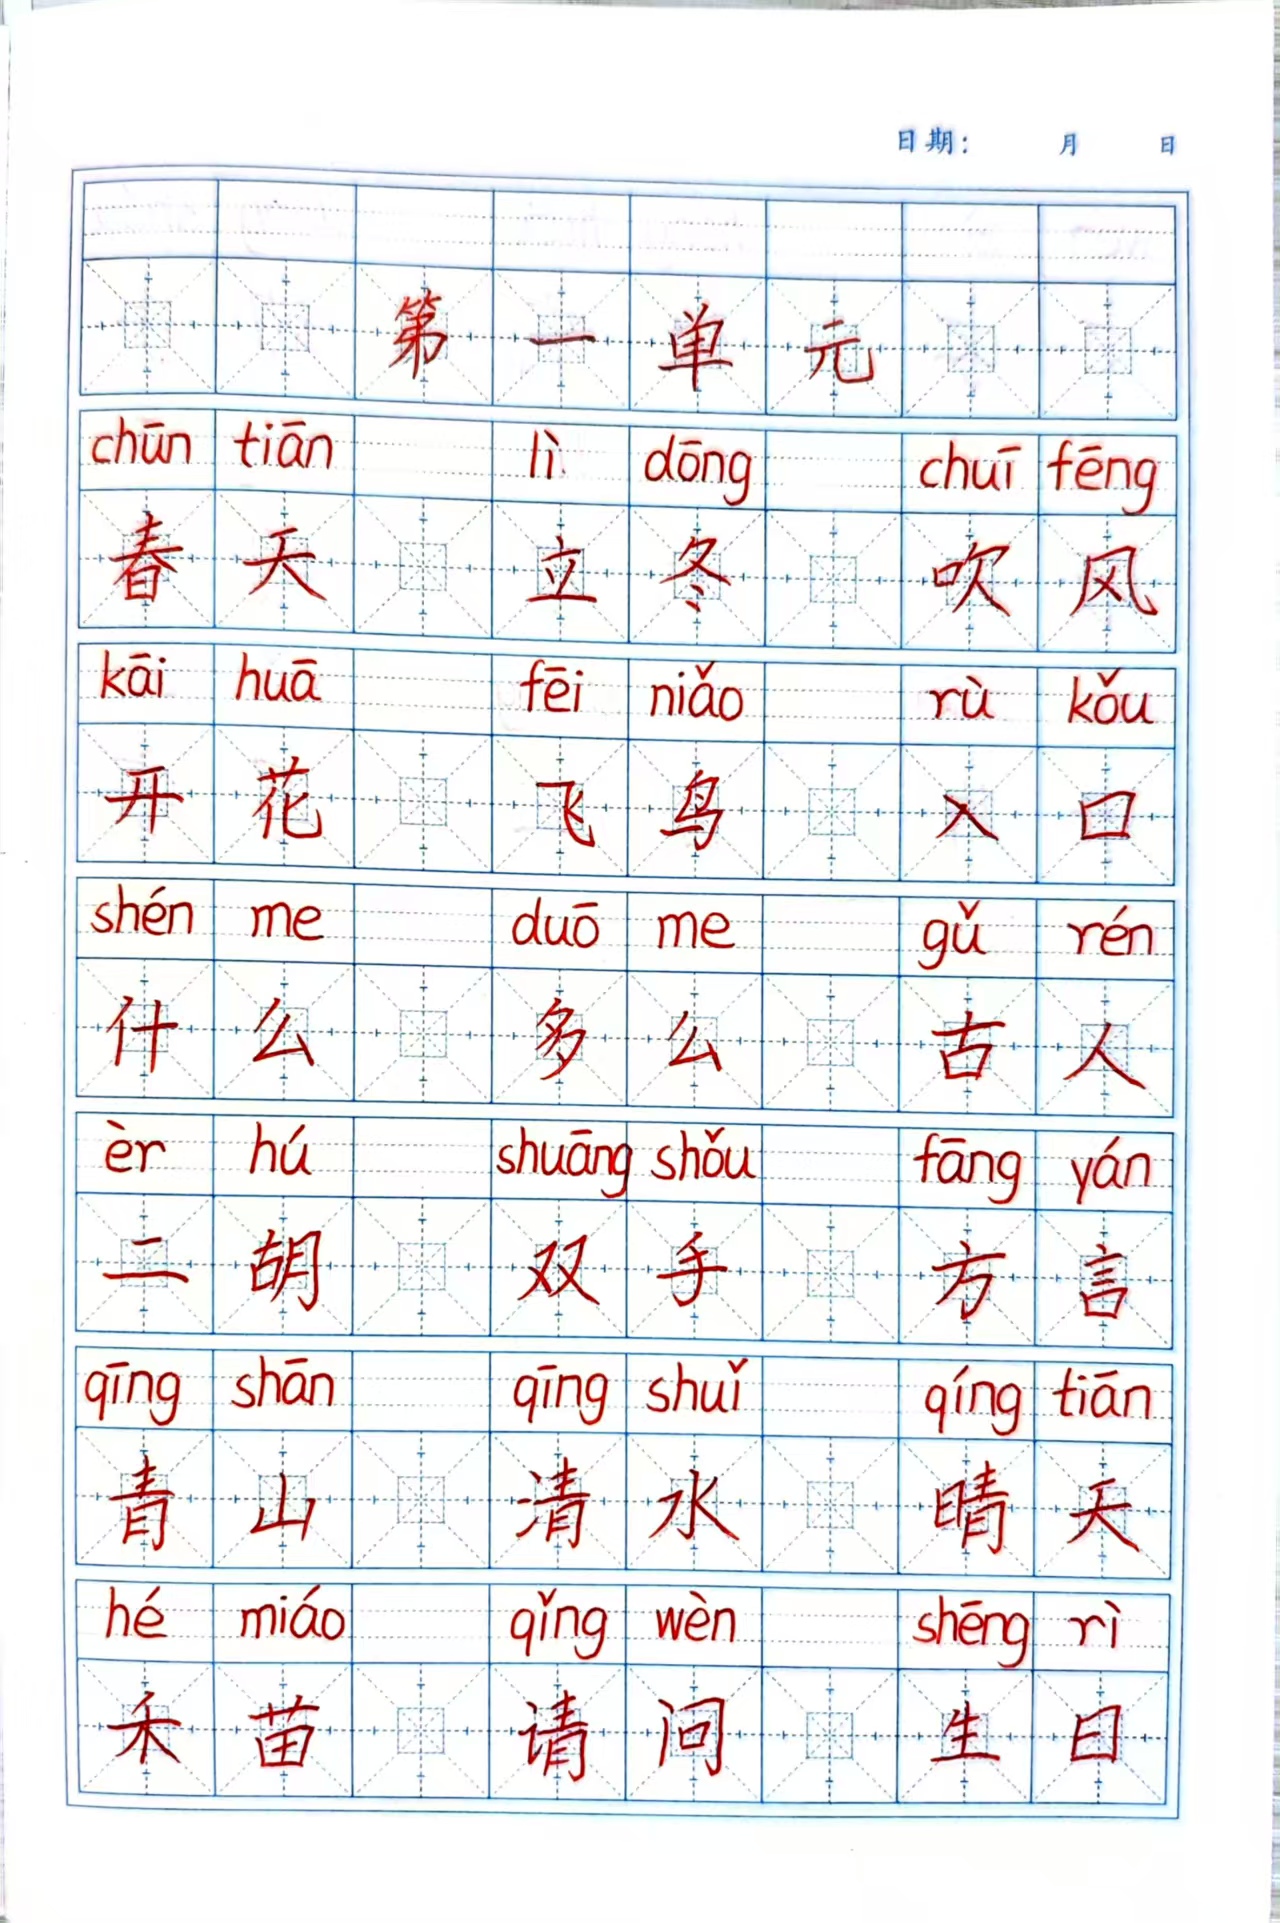 日期： 月 日
第一单元
chūn tiān lì dōng chuī fēng
春天 立冬 吹风
kāi huā fēi niǎo rù kǒu
开花 飞鸟 入口
shén me duō me gǔ rén
什么 多么 古人
èr hú shuāng shǒu fāng yán
二胡 双手 方言
qīng shān qīng shuǐ qíng tiān
青山 清水 晴天
hé miáo qǐng wèn shēng rì
禾苗 请问 生日